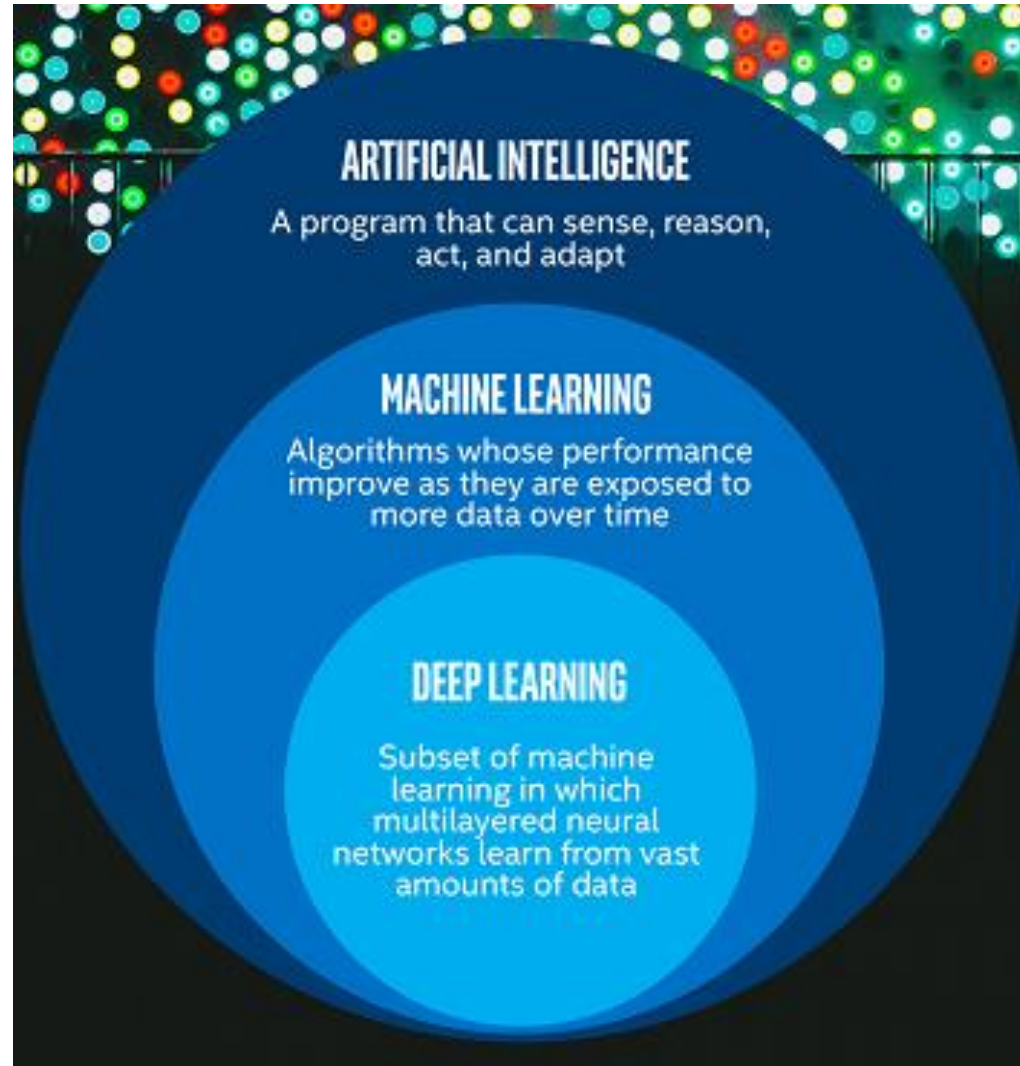 ARTIFICIAL INTELLIGENCE
A program that can sense, reason,
act, and adapt
MACHINE LEARNING
Algorithms whose performance
improve as they are exposed to
more data over time
DEEP LEARNING
Subset of machine
learning in which
multilayered neural
networks learn from vast
amounts of data